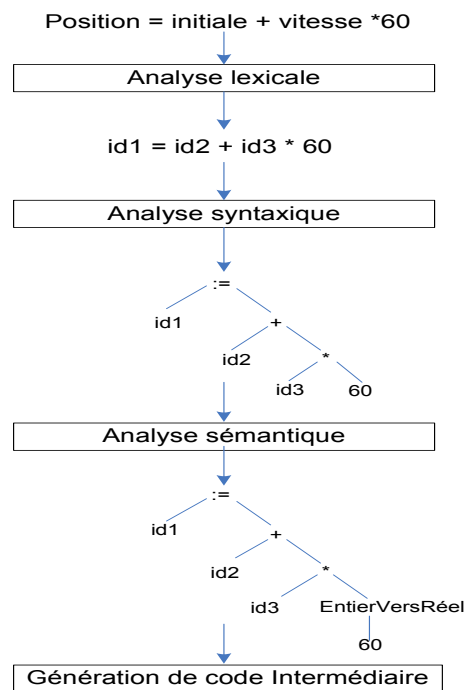 Position = initiale + vitesse *60
Analyse lexicale
id1 = id2 + id3 * 60
Analyse syntaxique
:=
id1
+
id2
*
id3
60
Analyse sémantique
:=
id1
+
id2
*
id3
EntierVersRéel
60
Génération de code Intermédiaire